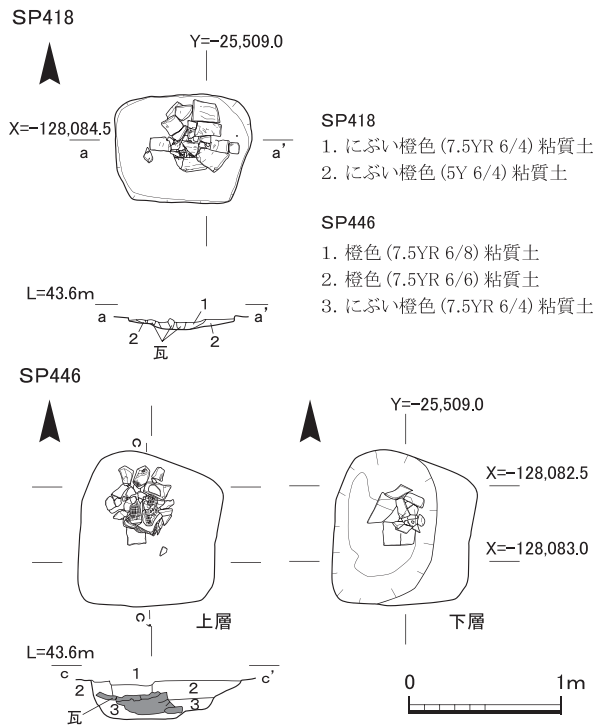 SP418
Y=−25,509.0
X=−128,084.5
a
a'
SP418
1. にぶい橙色 (7.5YR 6/4) 粘質土
2. にぶい橙色 (5Y 6/4) 粘質土
SP446
1. 橙色 (7.5YR 6/8) 粘質土
2. 橙色 (7.5YR 6/6) 粘質土
3. にぶい橙色 (7.5YR 6/4) 粘質土
L=43.6m
a
1
a'
2
瓦
2
SP446
c
c'
上層
Y=−25,509.0
X=−128,082.5
X=−128,083.0
下層
L=43.6m
c
c'
2
1
2
3
3
瓦
0
1m